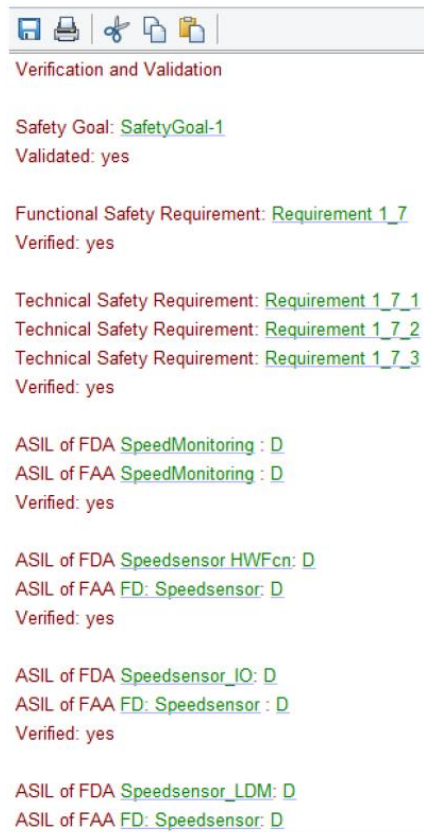 Verification and Validation
Safety Goal: SafetyGoal-1
Validated: yes
Functional Safety Requirement: Requirement 1_7
Verified: yes
Technical Safety Requirement: Requirement 1_7_1
Technical Safety Requirement: Requirement 1_7_2
Technical Safety Requirement: Requirement 1_7_3
Verified: yes
ASIL of FDA SpeedMonitoring : D
ASIL of FAA SpeedMonitoring : D
Verified: yes
ASIL of FDA Speedsensor HWFcn: D
ASIL of FAA FD: Speedsensor: D
Verified: yes
ASIL of FDA Speedsensor_IO: D
ASIL of FAA FD: Speedsensor : D
Verified: yes
ASIL of FDA Speedsensor_LDM: D
ASIL of FAA FD: Speedsensor: D